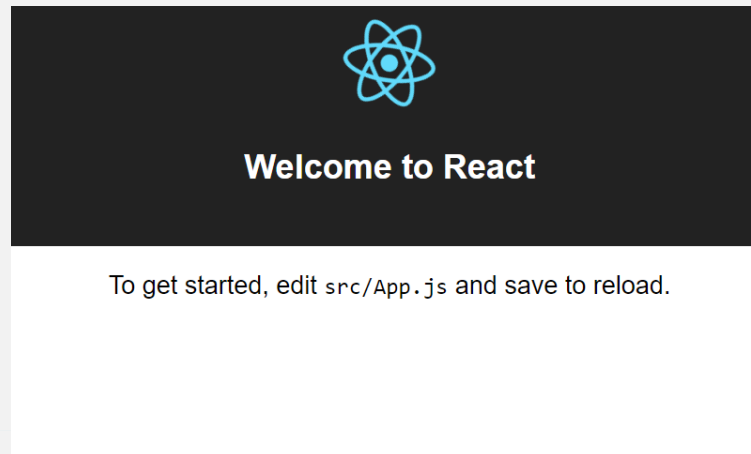 Welcome to React
To get started, edit src/App.js and save to reload.